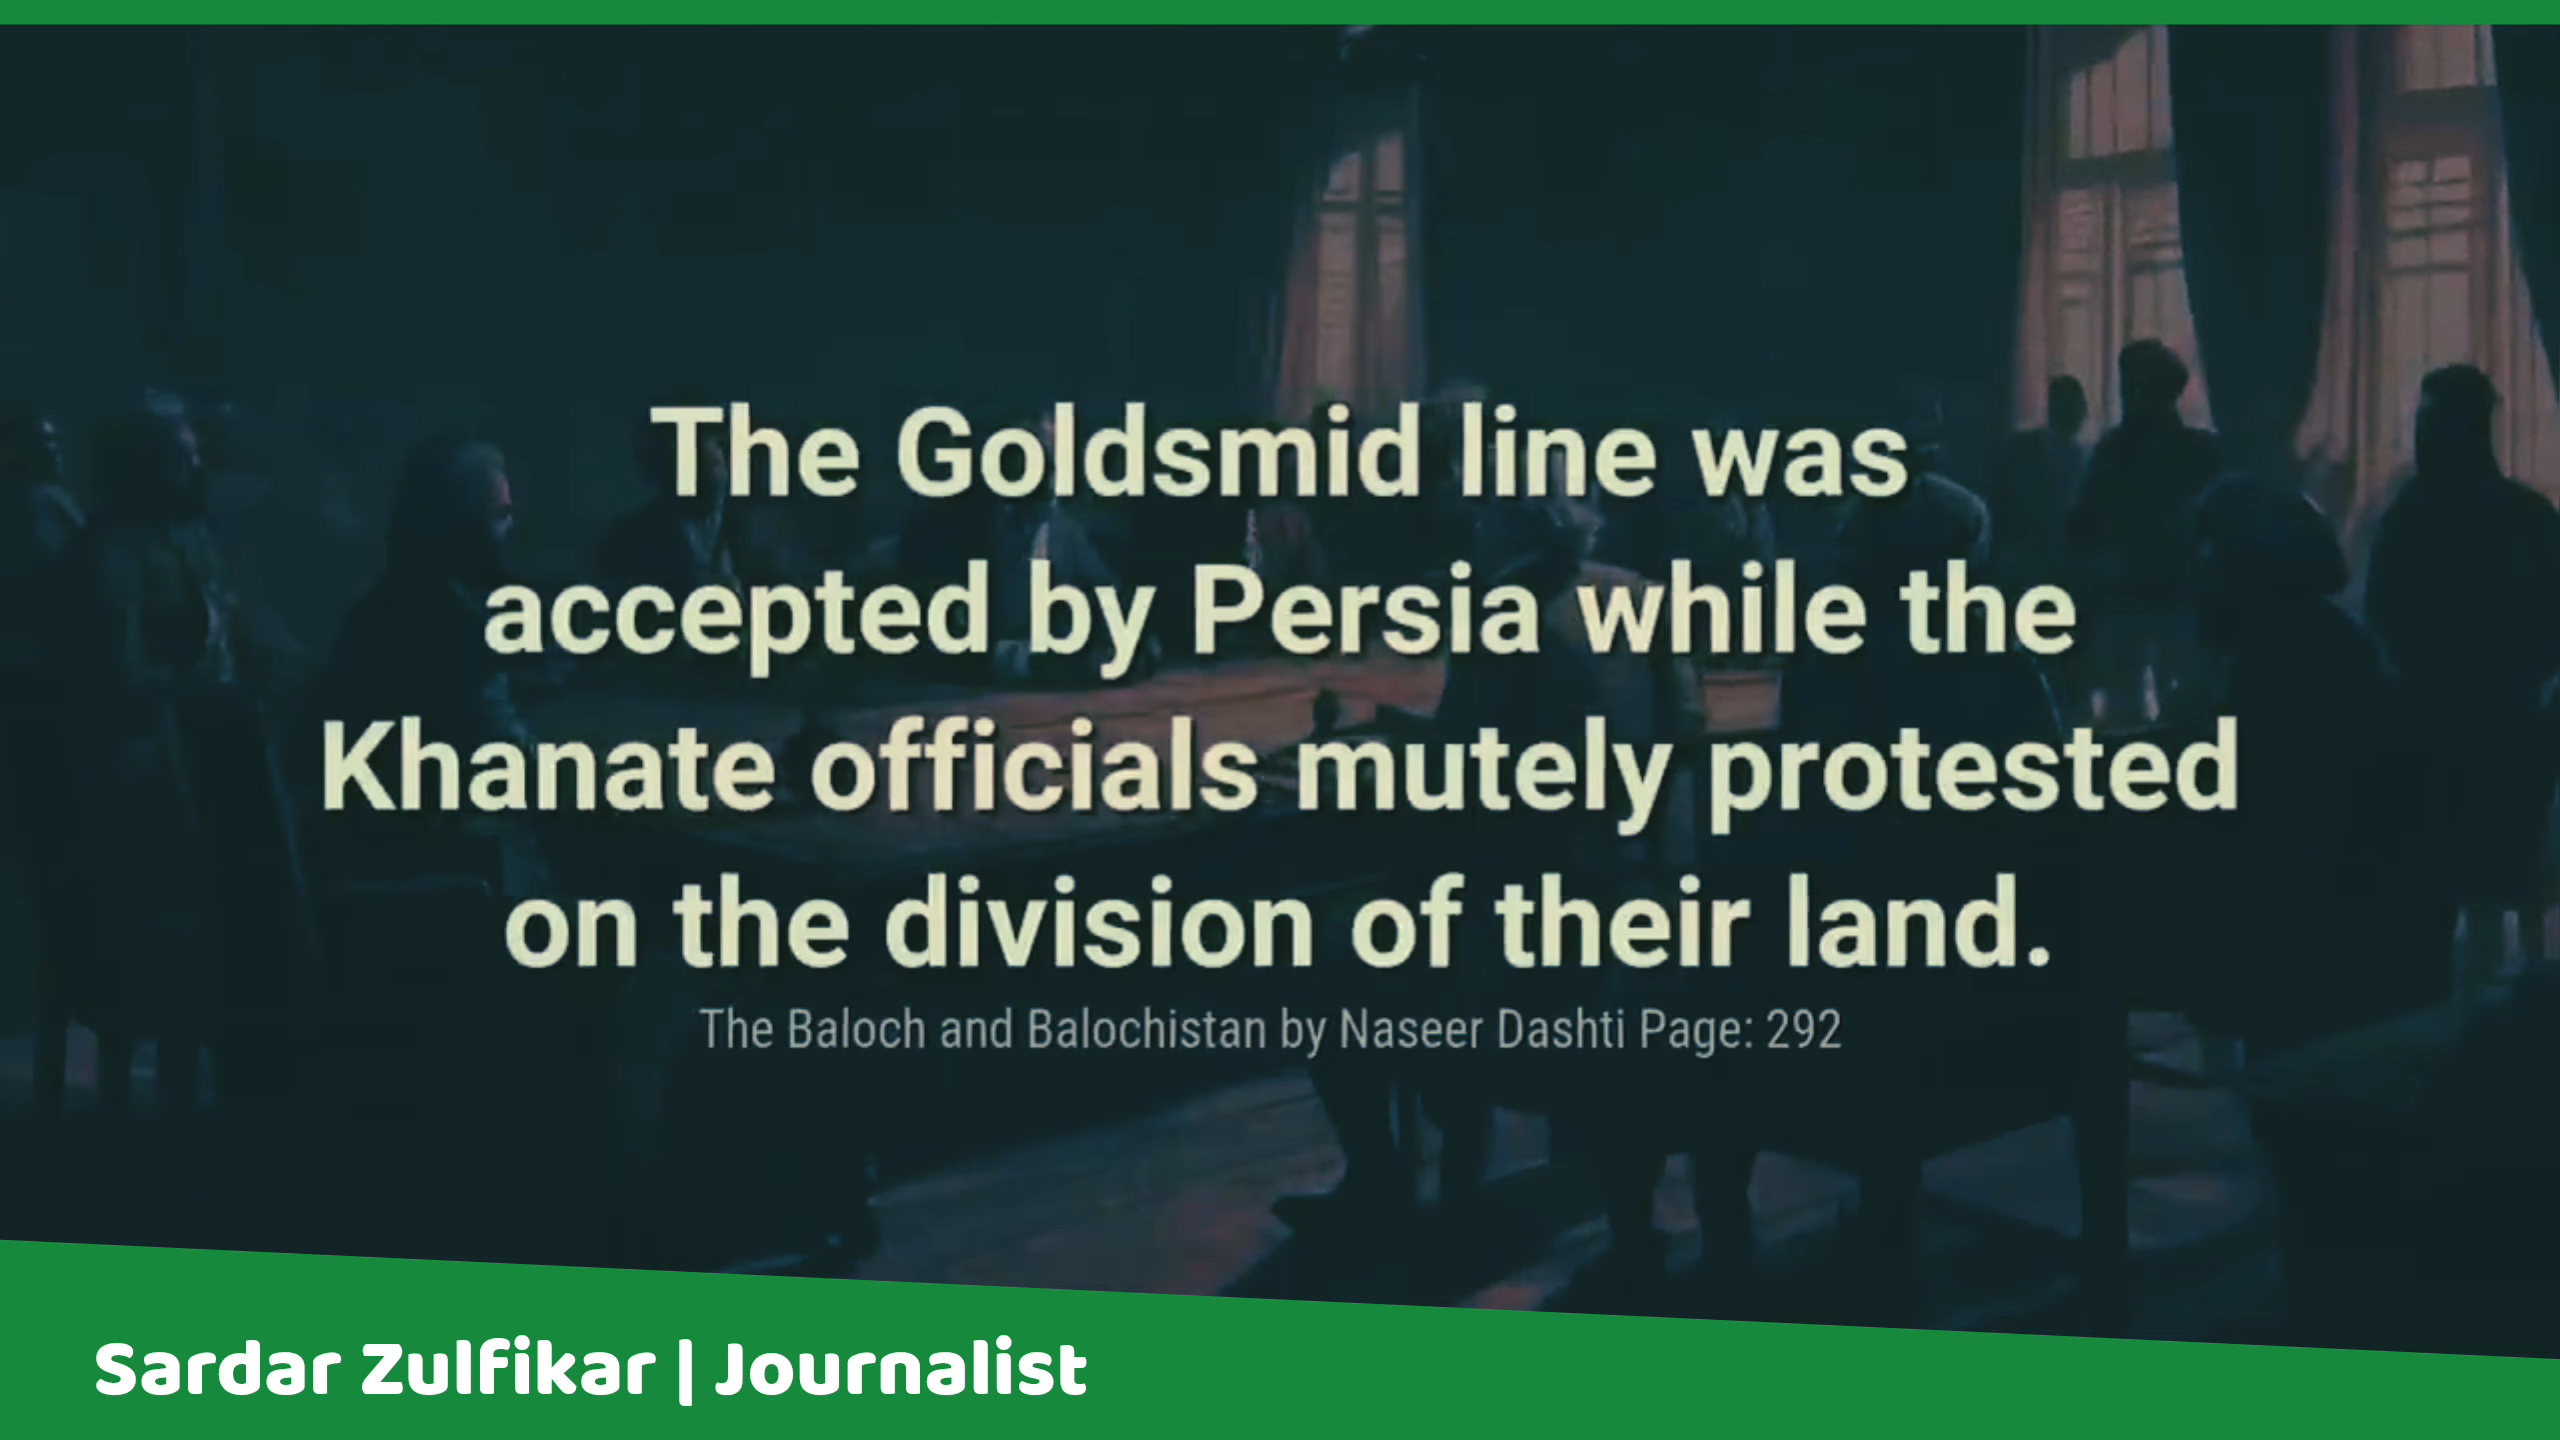 The Goldsmid line was
accepted by Persia while the
Khanate officials mutely protested
on the division of their land.
The Baloch and Balochistan by Naseer Dashti Page: 292
Sardar Zulfikar | Journalist